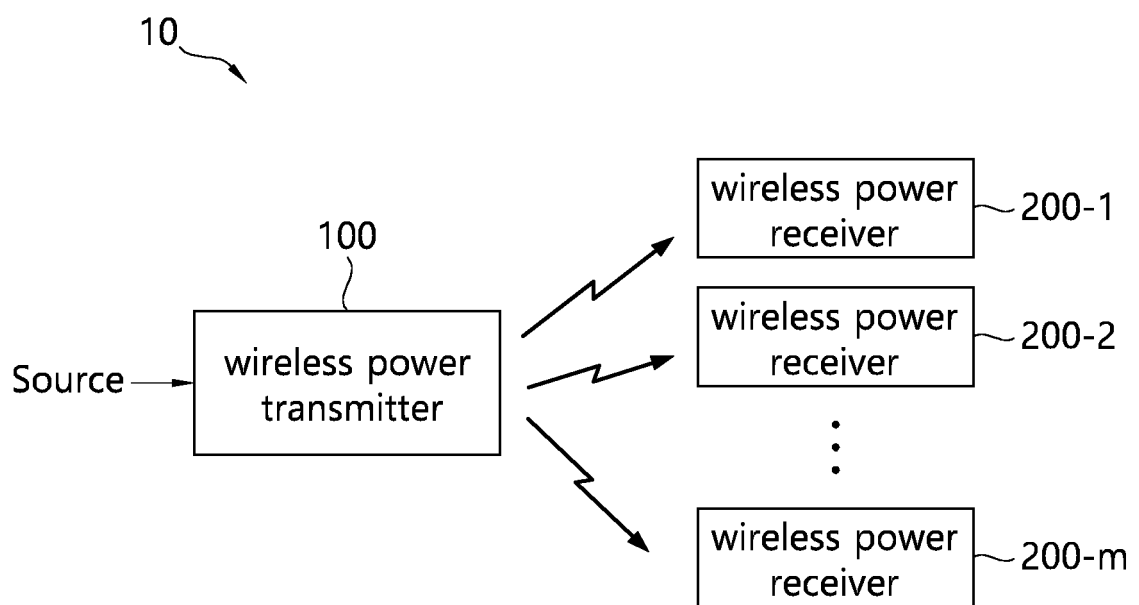 10
100
Source
wireless power
transmitter
wireless power
receiver
200-1
wireless power
receiver
200-2
wireless power
receiver
200-m